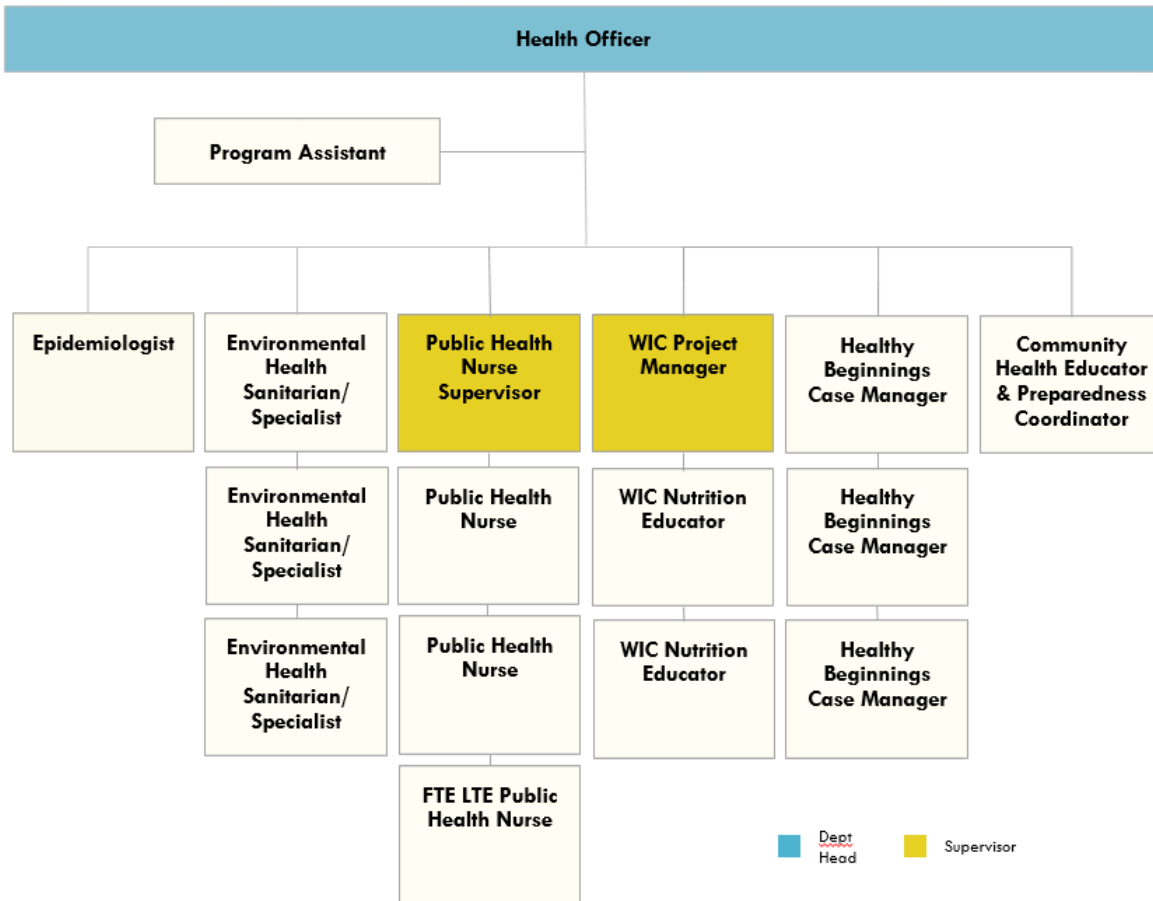 Health Officer
Program Assistant
Epidemiologist
Environmental
Health
Sanitarian/
Specialist
Public Health
Nurse
Supervisor
WIC Project
Manager
Healthy
Beginnings
Case Manager
Community
Health Educator
& Preparedness
Coordinator
Environmental
Health
Sanitarian/
Specialist
Public Health
Nurse
WIC Nutrition
Educator
Healthy
Beginnings
Case Manager
Environmental
Health
Sanitarian/
Specialist
Public Health
Nurse
WIC Nutrition
Educator
Healthy
Beginnings
Case Manager
FTE LTE Public
Health Nurse
Dept
Head
Supervisor